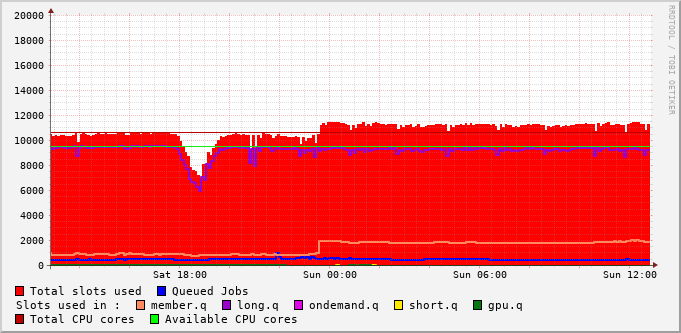 20000
18000
16000
14000
12000
10000
8000
6000
4000
2000
0
Sat 18:00 Sun 00:00 Sun 06:00 Sun 12:00
RRDTOOL / TOBI OETIKER
Total slots used Queued Jobs
Slots used in : member.q long.q ondemand.q short.q gpu.q
Total CPU cores Available CPU cores